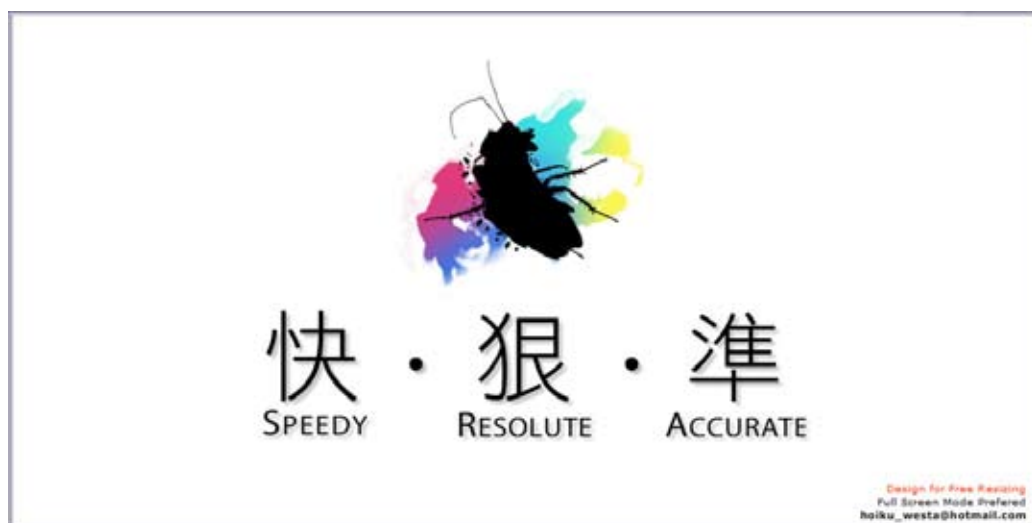 快・狠・準
SPEEDY RESOLUTE ACCURATE
Design for Free Resizing
Full Screen Mode Prefered
hoiku_westa@hotmail.com